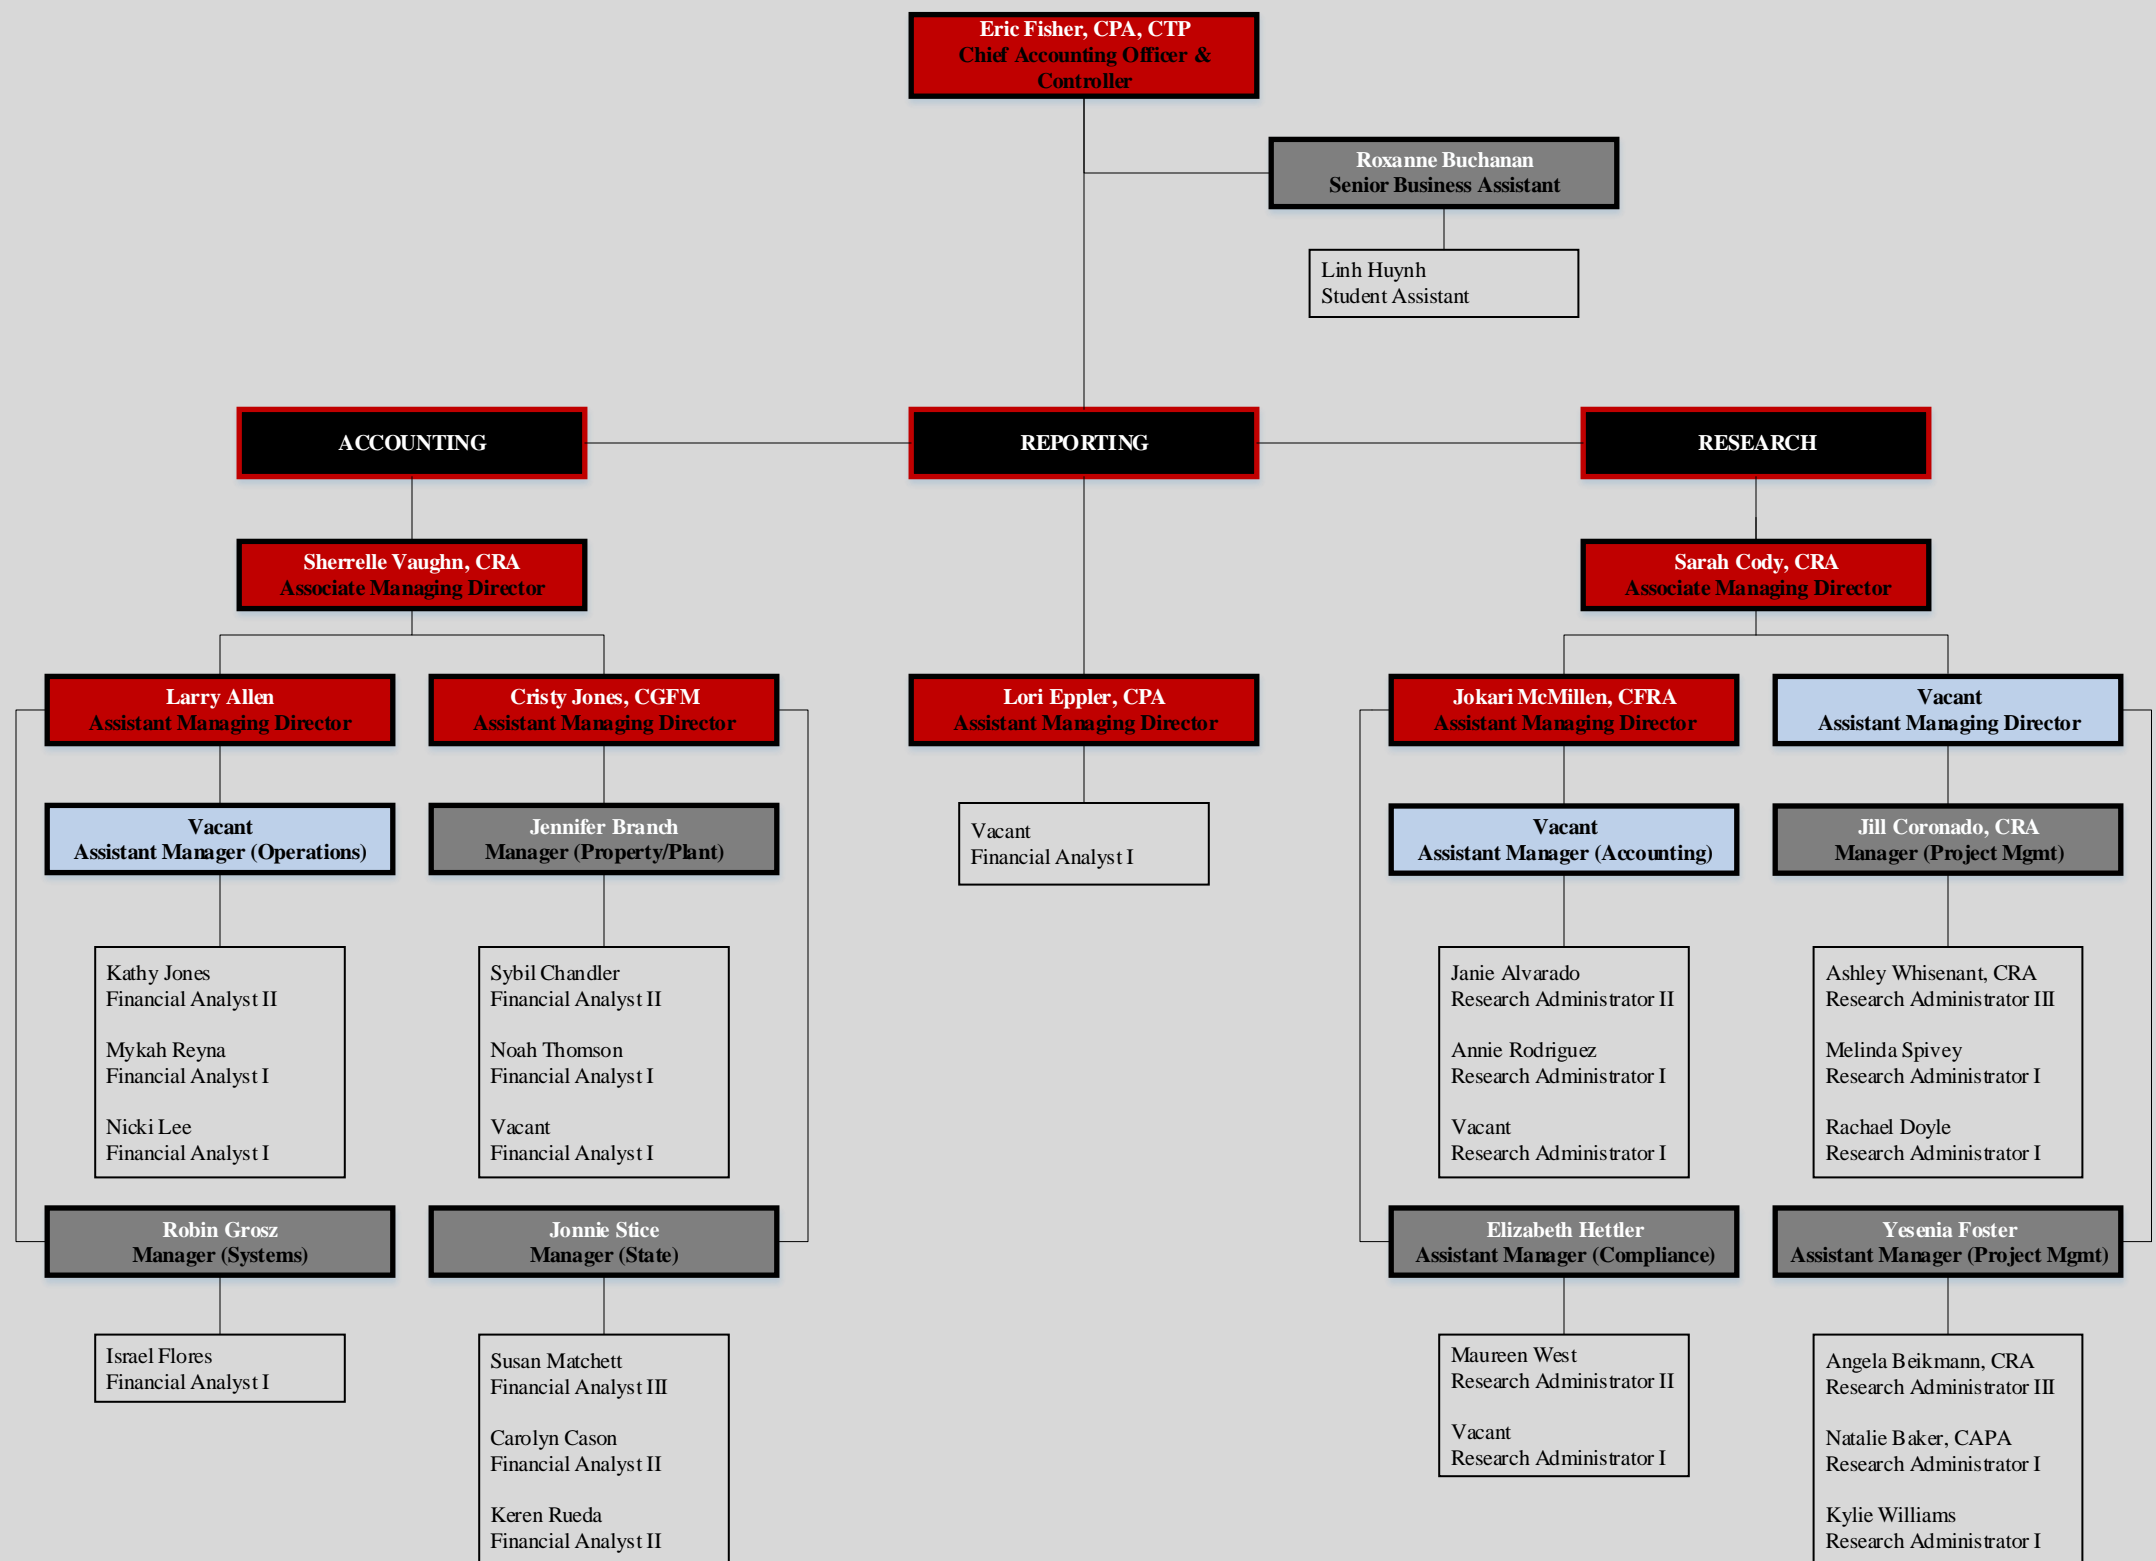 Eric Fisher, CPA, CTP
Chief Accounting Officer &
Controller
Roxanne Buchanan
Senior Business Assistant
Linh Huynh
Student Assistant
ACCOUNTING
REPORTING
RESEARCH
Sherrelle Vaughn, CRA
Associate Managing Director
Sarah Cody, CRA
Associate Managing Director
Larry Allen
Assistant Managing Director
Cristy Jones, CGFM
Assistant Managing Director
Lori Eppler, CPA
Assistant Managing Director
Jokari McMillen, CFRA
Assistant Managing Director
Vacant
Assistant Managing Director
Vacant
Assistant Manager (Operations)
Jennifer Branch
Manager (Property/Plant)
Vacant
Financial Analyst I
Vacant
Assistant Manager (Accounting)
Jill Coronado, CRA
Manager (Project Mgmt)
Kathy Jones
Financial Analyst II
Mykah Reyna
Financial Analyst I
Nicki Lee
Financial Analyst I
Sybil Chandler
Financial Analyst II
Noah Thomson
Financial Analyst I
Vacant
Financial Analyst I
Janie Alvarado
Research Administrator II
Annie Rodriguez
Research Administrator I
Vacant
Research Administrator I
Ashley Whisenant, CRA
Research Administrator III
Melinda Spivey
Research Administrator I
Rachael Doyle
Research Administrator I
Robin Grosz
Manager (Systems)
Jonnie Stice
Manager (State)
Elizabeth Hettler
Assistant Manager (Compliance)
Yesenia Foster
Assistant Manager (Project Mgmt)
Israel Flores
Financial Analyst I
Susan Matchett
Financial Analyst III
Carolyn Cason
Financial Analyst II
Keren Rueda
Financial Analyst II
Maureen West
Research Administrator II
Vacant
Research Administrator I
Angela Beikmann, CRA
Research Administrator III
Natalie Baker, CAPA
Research Administrator I
Kylie Williams
Research Administrator I